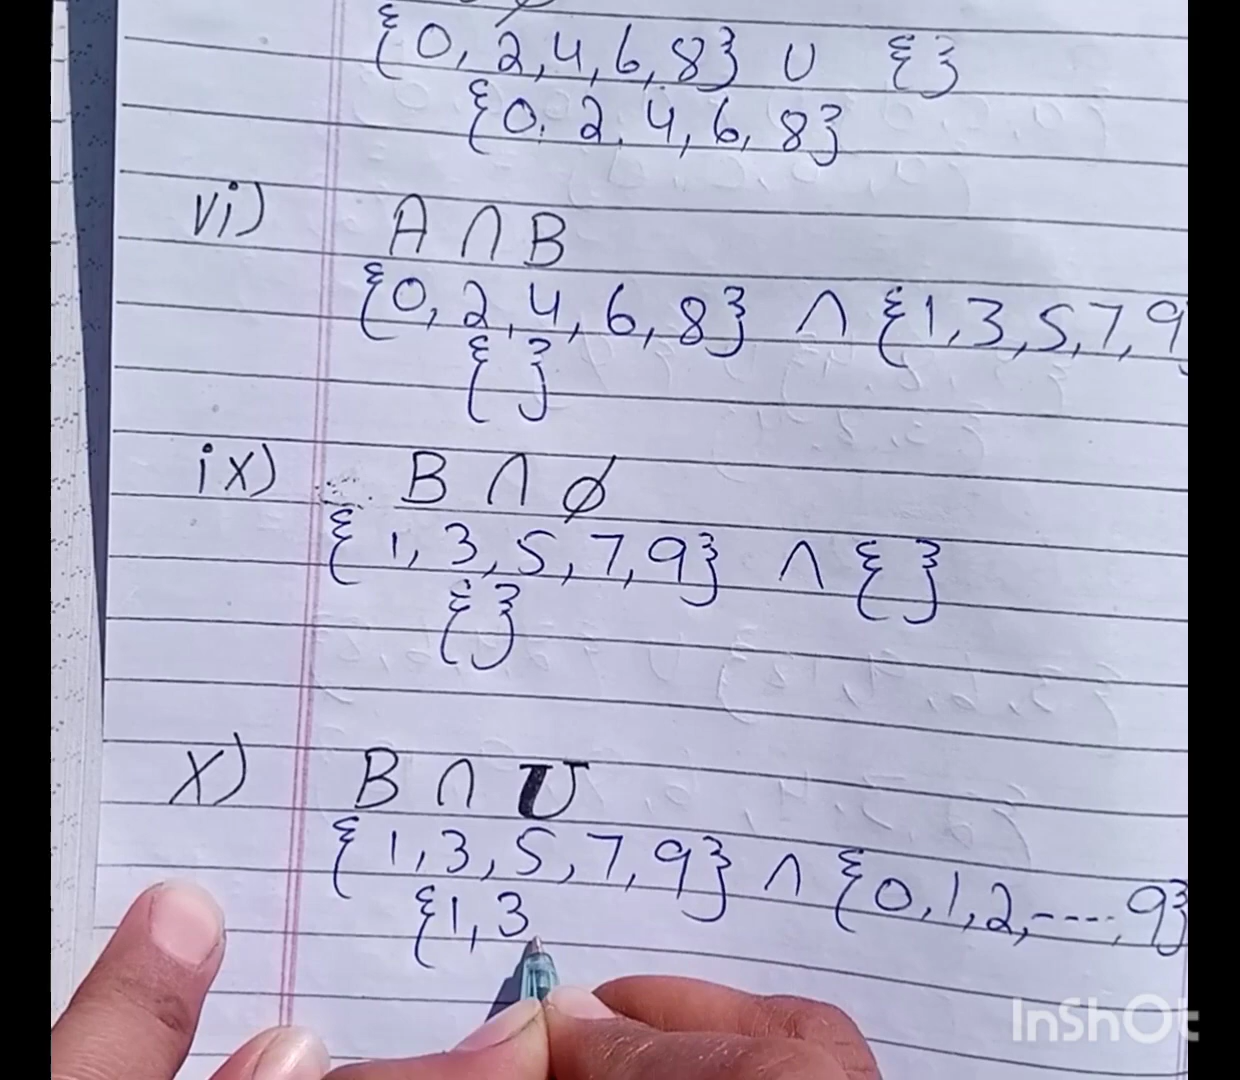 {0, 2, 4, 6, 8} ∪ {}
{0, 2, 4, 6, 8}
vi) A ∩ B
{0, 2, 4, 6, 8} ∩ {1, 3, 5, 7, 9}
{ }
ix) B ∩ ϕ
{1, 3, 5, 7, 9} ∩ { }
{}
x) B ∩ U
{1, 3, 5, 7, 9} ∩ {0, 1, 2, ----, 9}
{1, 3
InShOt